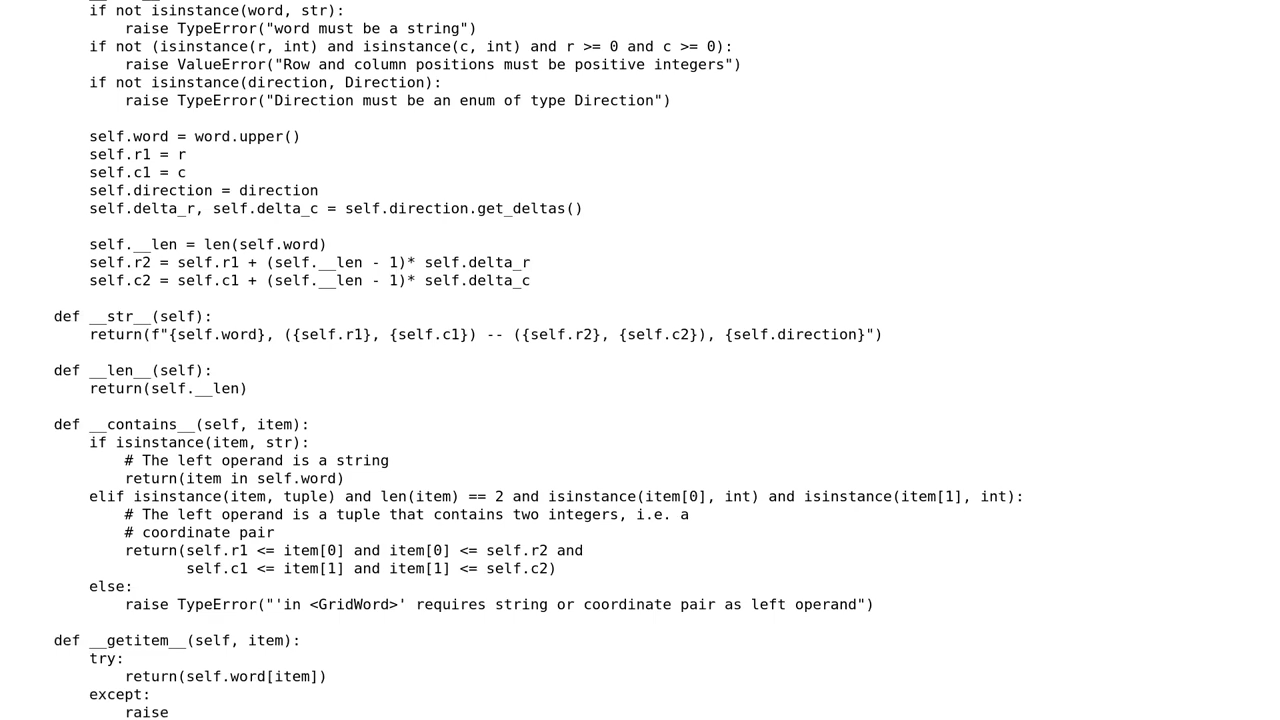 if not isinstance(word, str):
raise TypeError("word must be a string")
if not (isinstance(r, int) and isinstance(c, int) and r >= 0 and c >= 0):
raise ValueError("Row and column positions must be positive integers")
if not isinstance(direction, Direction):
raise TypeError("Direction must be an enum of type Direction")
self.word = word.upper()
self.r1 = r
self.c1 = c
self.direction = direction
self.delta_r, self.delta_c = self.direction.get_deltas()
self.__len = len(self.word)
self.r2 = self.r1 + (self.__len - 1)* self.delta_r
self.c2 = self.c1 + (self.__len - 1)* self.delta_c
def __str__(self):
return(f"{self.word}, ({self.r1}, {self.c1}) -- ({self.r2}, {self.c2}), {self.direction}")
def __len__(self):
return(self.__len)
def __contains__(self, item):
if isinstance(item, str):
# The left operand is a string
return(item in self.word)
elif isinstance(item, tuple) and len(item) == 2 and isinstance(item[0], int) and isinstance(item[1], int):
# The left operand is a tuple that contains two integers, i.e. a
# coordinate pair
return(self.r1 <= item[0] and item[0] <= self.r2 and
self.c1 <= item[1] and item[1] <= self.c2)
else:
raise TypeError("'in <GridWord>' requires string or coordinate pair as left operand")
def __getitem__(self, item):
try:
return(self.word[item])
except:
raise